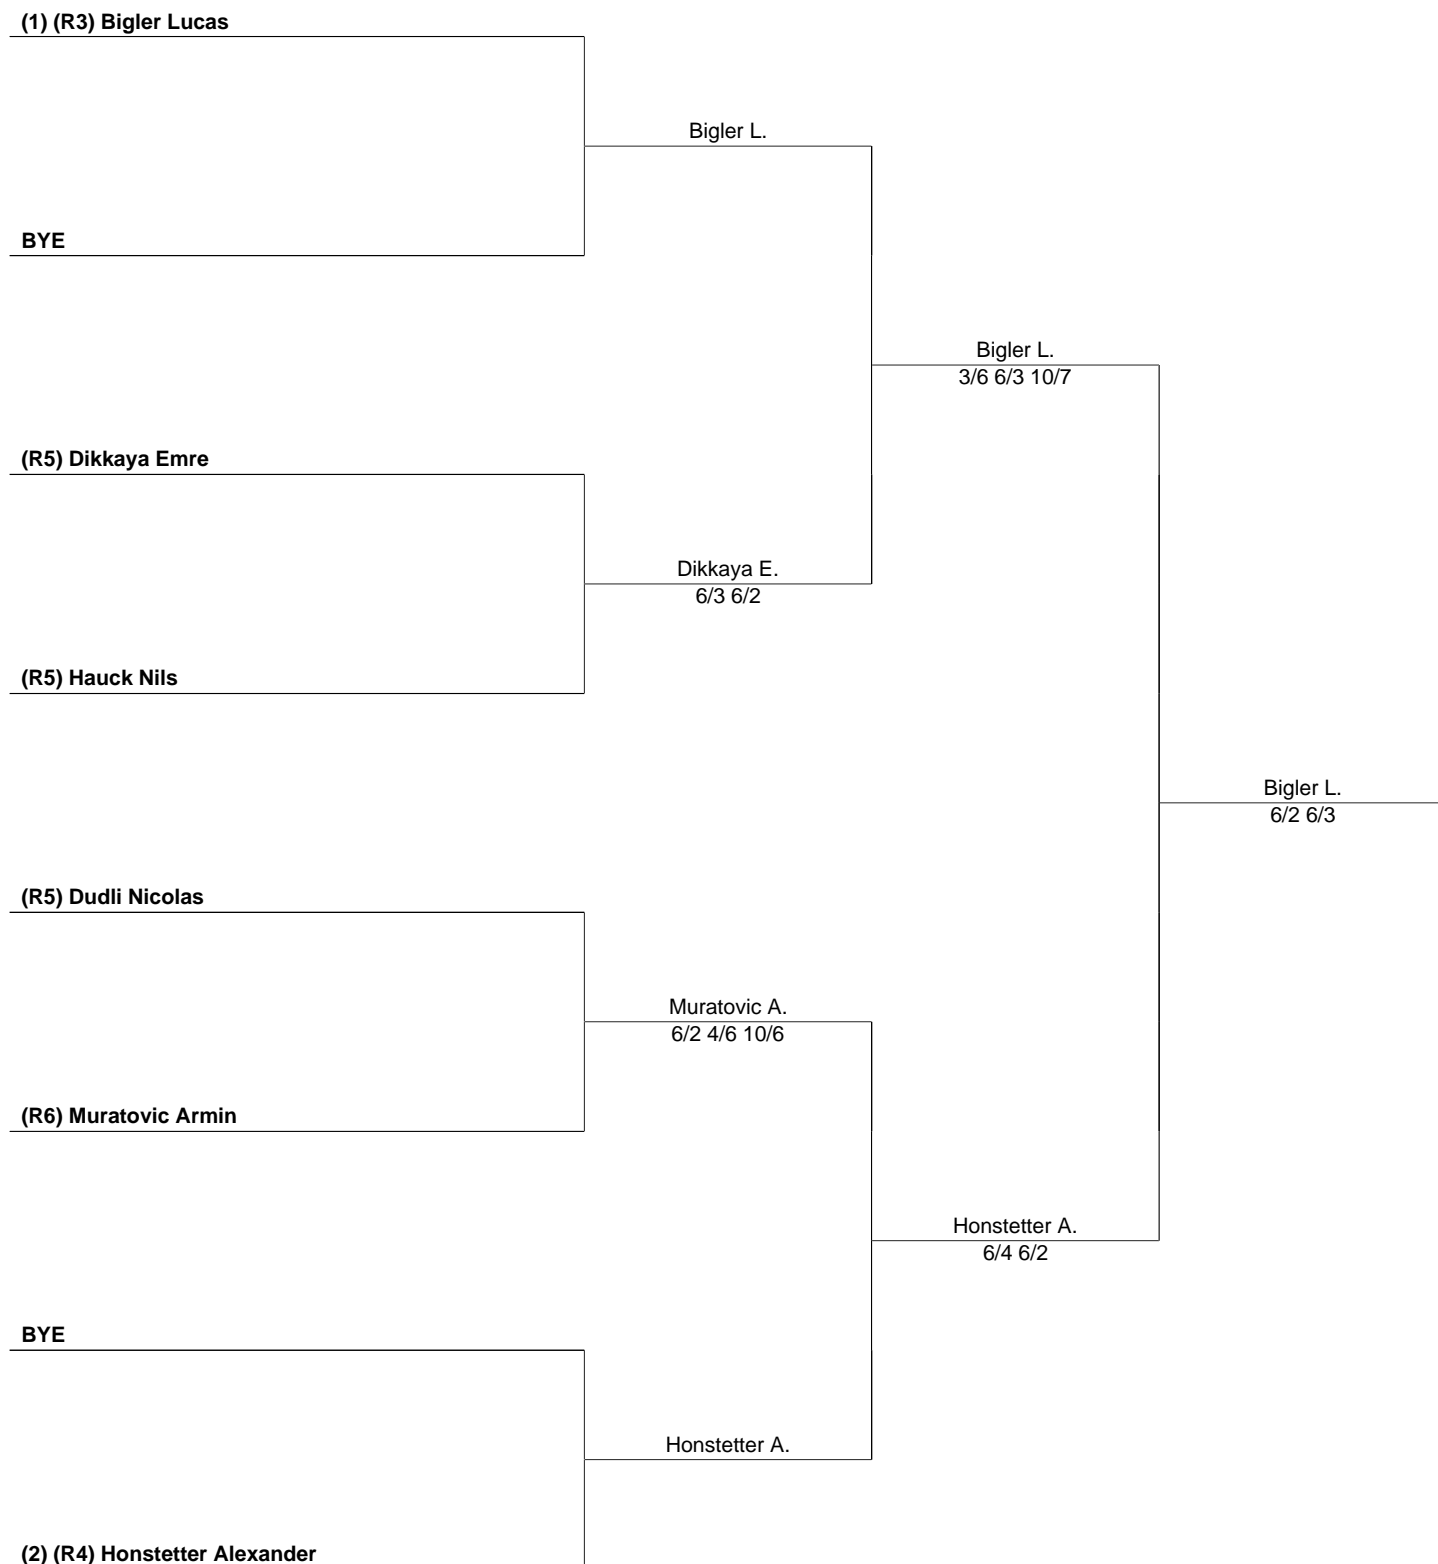 (1) (R3) Bigler Lucas
Bigler L.
BYE
Bigler L.
3/6 6/3 10/7
(R5) Dikkaya Emre
Dikkaya E.
6/3 6/2
(R5) Hauck Nils
Bigler L.
6/2 6/3
(R5) Dudli Nicolas
Muratovic A.
6/2 4/6 10/6
(R6) Muratovic Armin
Honstetter A.
6/4 6/2
BYE
Honstetter A.
(2) (R4) Honstetter Alexander